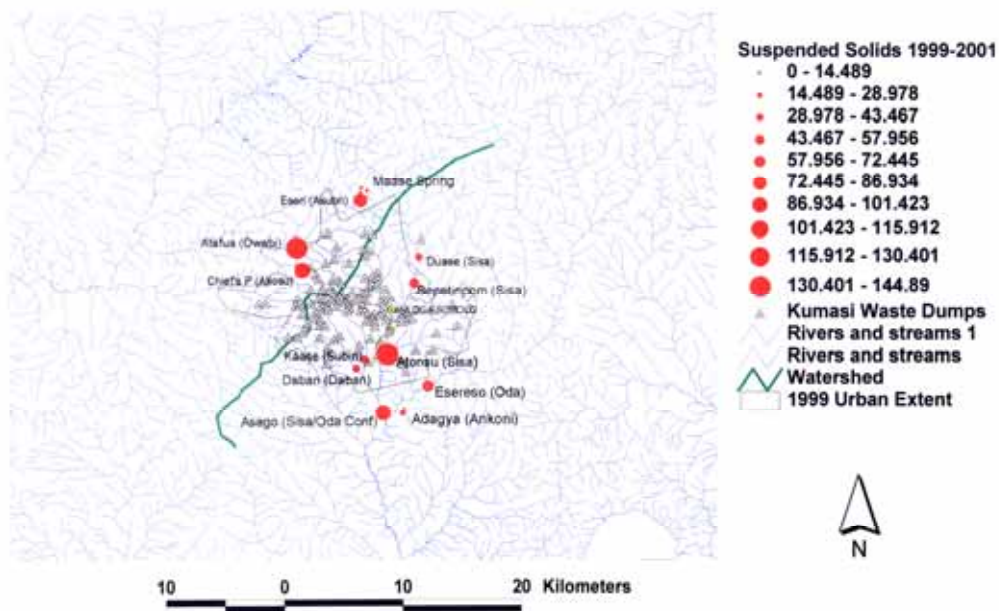 Suspended Solids 1999-2001
0 - 14.489
14.489 - 28.978
28.978 - 43.467
43.467 - 57.956
57.956 - 72.445
72.445 - 86.934
86.934 - 101.423
101.423 - 115.912
115.912 - 130.401
130.401 - 144.89
Kumasi Waste Dumps
Rivers and streams 1
Rivers and streams
Watershed
1999 Urban Extent
Maase Spring
Eseri (Asubri)
Atafua (Owabi)
Chief's P
Duase (Sisa)
(Sisa)
Kaase (Subin)
Atonsu (Sisa)
Daban (Daban)
Esereso (Oda)
Asago (Sisa/Oda Conf)
Adagya (Ankoni)
N
10 0 10 20 Kilometers